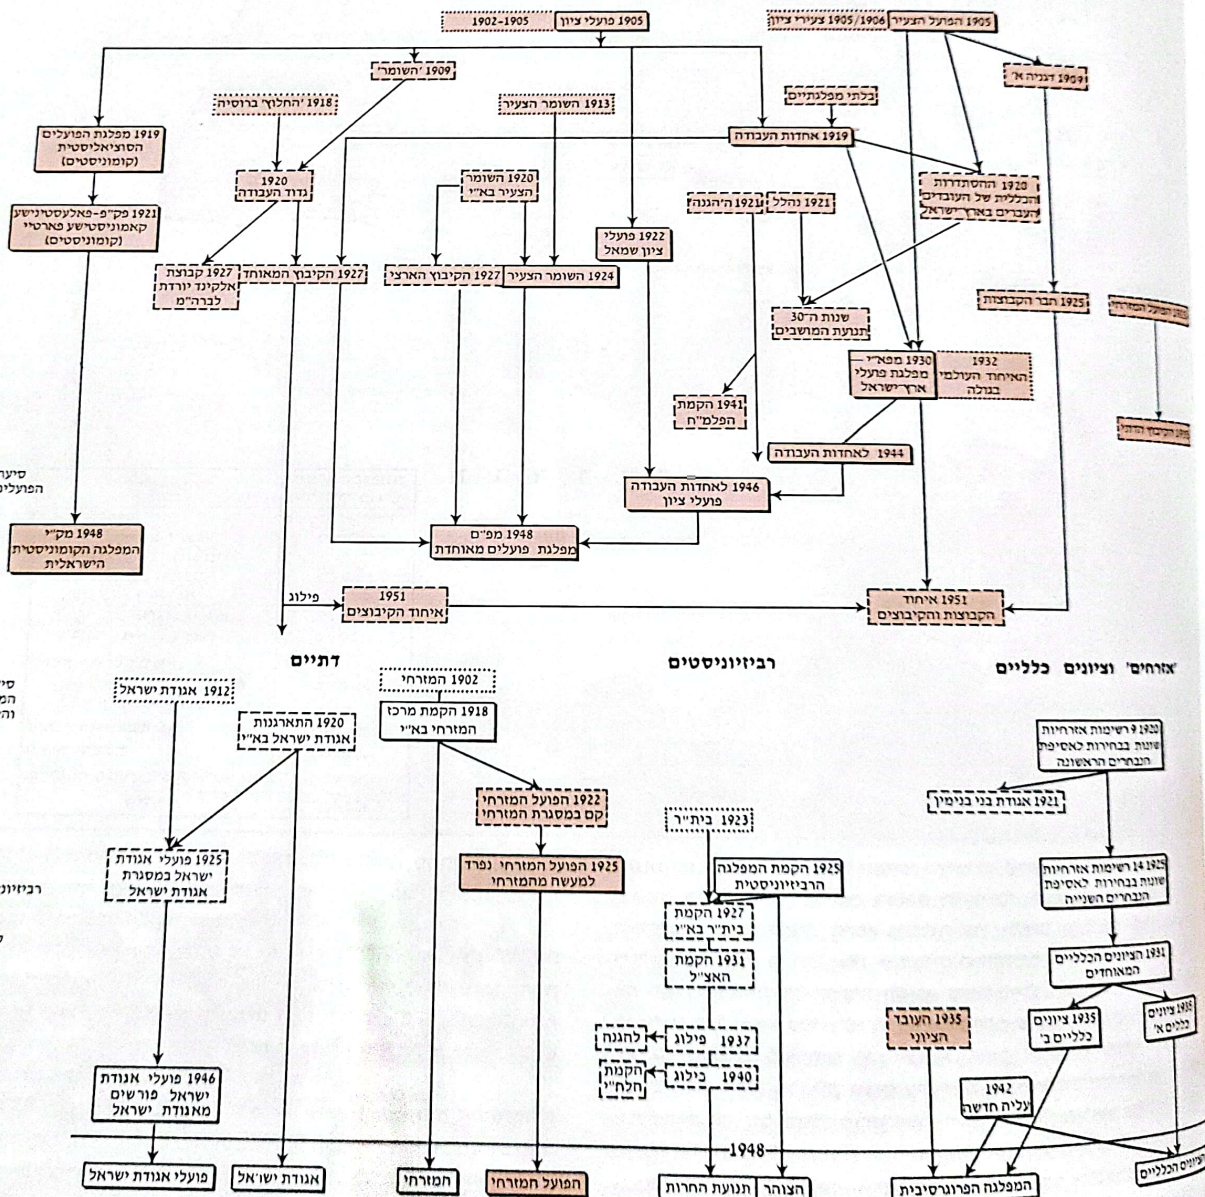 1902-1905
1905 פועלי ציון
1905/1906 צעירי ציון
1905 הפועל הצעיר
1909 'השומר'
1909 דגניה א'
1918 'החלוץ' ברוסיה
1913 השומר הצעיר
בלתי מפלגתיים
1919 מפלגת הפועלים
הסוציאליסטית
(קומוניסטים)
1919 אחדות העבודה
1920
גדוד העבודה
1920 השומר
הצעיר בא"י
1920 ההסתדרות
הכללית של העובדים
העברים בארץ ישראל
1921 פק"פ-פאלעסטינישע
קאמוניסטישע פארטיי
(קומוניסטים)
1921 ה'הגנה'
1921 נהלל
1922 פועלי
ציון שמאל
1927 קבוצת
אלקינד יורדת
לברה"מ
1927 הקיבוץ המאוחד
1927 הקיבוץ הארצי
1924 השומר הצעיר
1925 חבר הקבוצות
שנות ה-30
תנועת המושבים
1930 מפא"י –
מפלגת פועלי
ארץ ישראל
1932
האיחוד העולמי
בגולה
1941 הקמת
הפלמ"ח
1944 לאחדות העבודה
1946 לאחדות העבודה
פועלי ציון
סיעו
הפועלים
1948 מק"י
המפלגה הקומוניסטית
הישראלית
1948 מפ"ם
מפלגת פועלים מאוחדת
פילוג
1951
איחוד הקיבוצים
1951 איחוד
הקבוצות והקיבוצים
דתיים
רביזיוניסטים
'אזרחים' וציונים כלליים
1912 אגודת ישראל
1920 התארגנות
אגודת ישראל בא"י
1902 המזרחי
1918 הקמת מרכז
המזרחי בא"י
1920 9 רשימות אזרחיות
שונות בבחירות לאסיפת
הנבחרים הראשונה
1921 אגודת בני בנימין
1922 הפועל המזרחי
קם במסגרת המזרחי
1923 בית"ר
1925 פועלי אגודת
ישראל במסגרת
אגודת ישראל
1925 הפועל המזרחי נפרד
למעשה מהמזרחי
1925 הקמת המפלגה
הרביזיוניסטית
1925 14 רשימות אזרחיות
שונות בבחירות לאסיפת
הנבחרים השנייה
רביזיוני
1927 הקמת
בית"ר בא"י
1931 הקמת
האצ"ל
1931 הציונים הכלליים
המאוחדים
1935 העובד
הציוני
1935 ציונים
כלליים ב'
1935 ציונים
כללים א'
1937 פילוג
להגנה
1940 פילוג
הקמת
הלח"י
1942
עליה חדשה
1946 פועלי אגודת
ישראל פורשים
מאגודת ישראל
1948
פועלי אגודת ישראל
אגודת ישראל
המזרחי
הפועל המזרחי
תנועת החרות
הצוהר
המפלגה הפרוגרסיבית
הציונים הכלליים